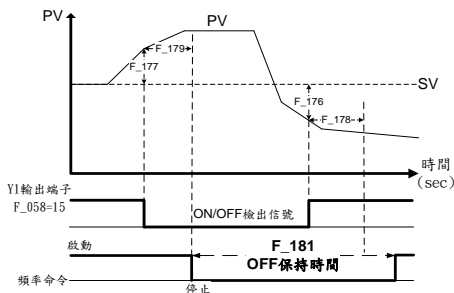 PV
PV
F_179
F_177
SV
F_176
F_178
時間
(sec)
Y1輸出端子
F_058=15
ON/OFF檢出信號
啟動
F_181
OFF保持時間
頻率命令
停止